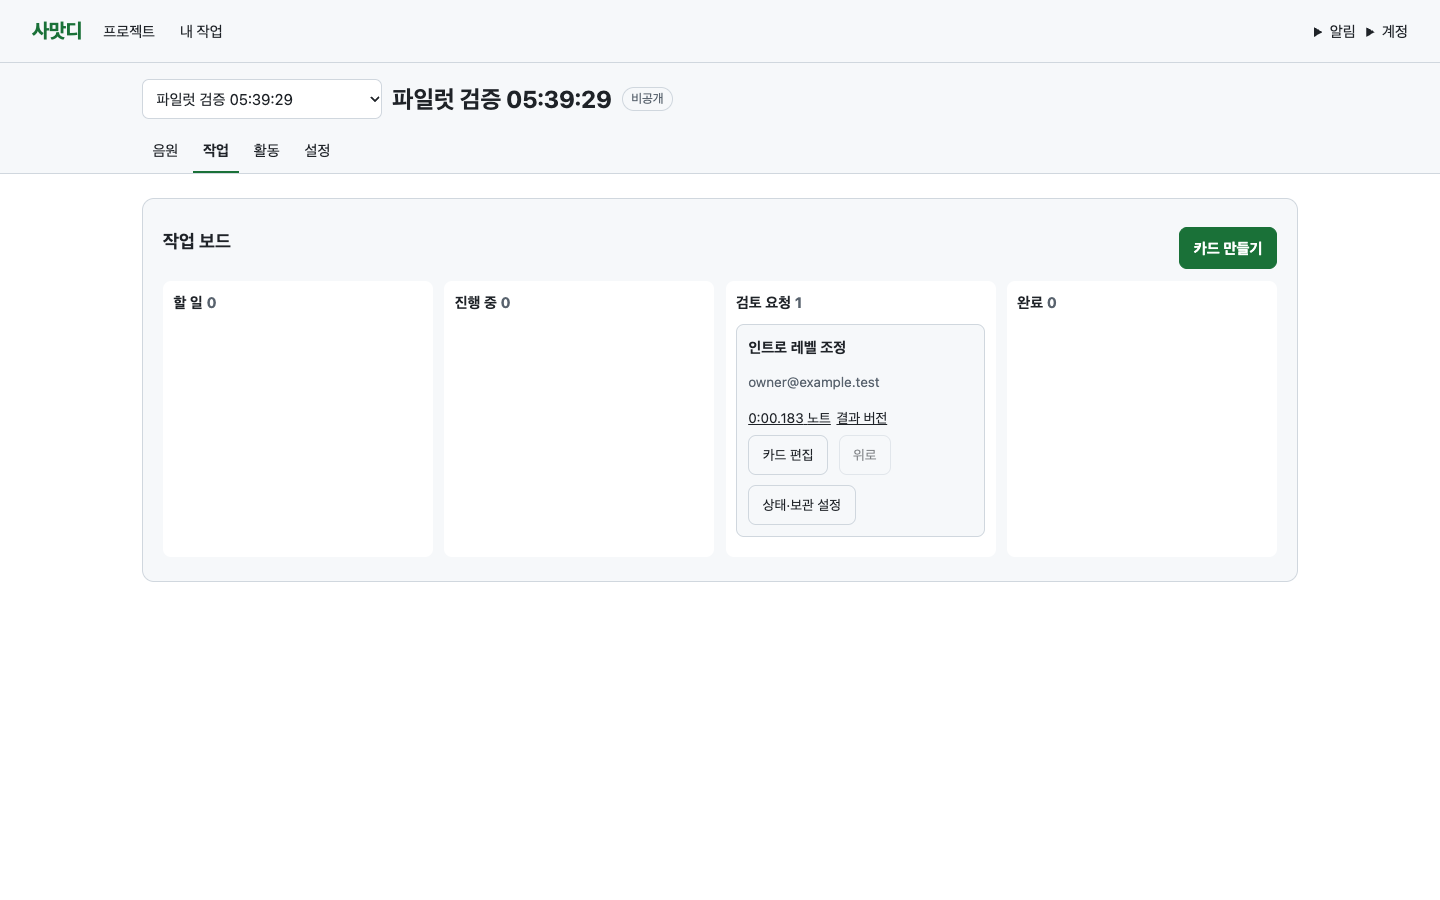 사맛디 프로젝트 내 작업 ▶ 알림 ▶ 계정
파일럿 검증 05:39:29 파일럿 검증 05:39:29 비공개
음원 작업 활동 설정
작업 보드 카드 만들기
할 일 0 진행 중 0 검토 요청 1 완료 0
인트로 레벨 조정
owner@example.test
0:00.183 노트 결과 버전
카드 편집 위로
상태·보관 설정